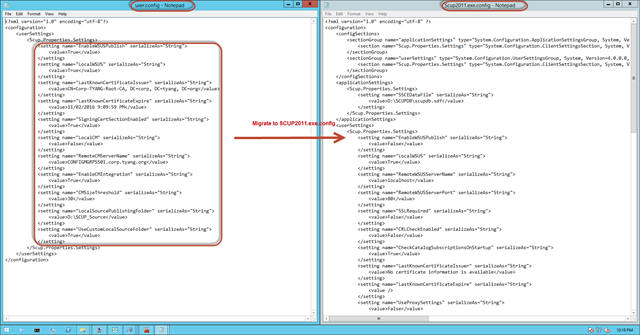 user.config - Notepad
File Edit Format View Help
<?xml version="1.0" encoding="utf-8"?>
<configuration>
<userSettings>
<Scup.Properties.Settings>
<setting name="EnableWSUSPublish" serializeAs="String">
<value>True</value>
</setting>
<setting name="LocalWSUS" serializeAs="String">
<value>True</value>
</setting>
<setting name="LastKnownCertificateIssuer" serializeAs="String">
<value>CN=Corp-TYANG-Root-CA, DC=corp, DC=tyang, DC=org</value>
</setting>
<setting name="LastKnownCertificateExpire" serializeAs="String">
<value>11/02/2016 9:09:59 PM</value>
</setting>
<setting name="SigningCertSectionEnabled" serializeAs="String">
<value>True</value>
</setting>
<setting name="LocalCM" serializeAs="String">
<value>False</value>
</setting>
<setting name="RemoteCMServerName" serializeAs="String">
<value>CONFIGMGRPSS01.corp.tyang.org</value>
</setting>
<setting name="EnableCMIntegration" serializeAs="String">
<value>True</value>
</setting>
<setting name="CMSizeThreshold" serializeAs="String">
<value>30</value>
</setting>
<setting name="LocalSourcePublishingFolder" serializeAs="String">
<value>D:\SCUP_Source</value>
</setting>
<setting name="UseCustomLocalSourceFolder" serializeAs="String">
<value>True</value>
</setting>
</Scup.Properties.Settings>
</userSettings>
</configuration>
Migrate to SCUP2011.exe.config
Scup2011.exe.config - Notepad
File Edit Format View Help
<?xml version="1.0" encoding="utf-8" ?>
<configuration>
<configSections>
<sectionGroup name="applicationSettings" type="System.Configuration.ApplicationSettingsGroup, System, Ve
<section name="Scup.Properties.Settings" type="System.Configuration.ClientSettingsSection, System, V
</sectionGroup>
<sectionGroup name="userSettings" type="System.Configuration.UserSettingsGroup, System, Version=4.0.0.0,
<section name="Scup.Properties.Settings" type="System.Configuration.ClientSettingsSection, System, V
</sectionGroup>
</configSections>
<applicationSettings>
<Scup.Properties.Settings>
<setting name="SSCEDataFile" serializeAs="String">
<value>D:\SCUPDB\scupdb.sdf</value>
</setting>
</Scup.Properties.Settings>
</applicationSettings>
<userSettings>
<Scup.Properties.Settings>
<setting name="EnableWSUSPublish" serializeAs="String">
<value>False</value>
</setting>
<setting name="LocalWSUS" serializeAs="String">
<value>True</value>
</setting>
<setting name="RemoteWSUSServerName" serializeAs="String">
<value>localhost</value>
</setting>
<setting name="RemoteWSUSServerPort" serializeAs="String">
<value>80</value>
</setting>
<setting name="SSLRequired" serializeAs="String">
<value>False</value>
</setting>
<setting name="CRLCheckEnabled" serializeAs="String">
<value>False</value>
</setting>
<setting name="CheckCatalogSubscriptionsOnStartup" serializeAs="String">
<value>True</value>
</setting>
<setting name="LastKnownCertificateIssuer" serializeAs="String">
<value>No certificate information is available</value>
</setting>
<setting name="LastKnownCertificateExpire" serializeAs="String">
<value />
</setting>
<setting name="UseProxySettings" serializeAs="String">
<value>False</value>
10:18 PM